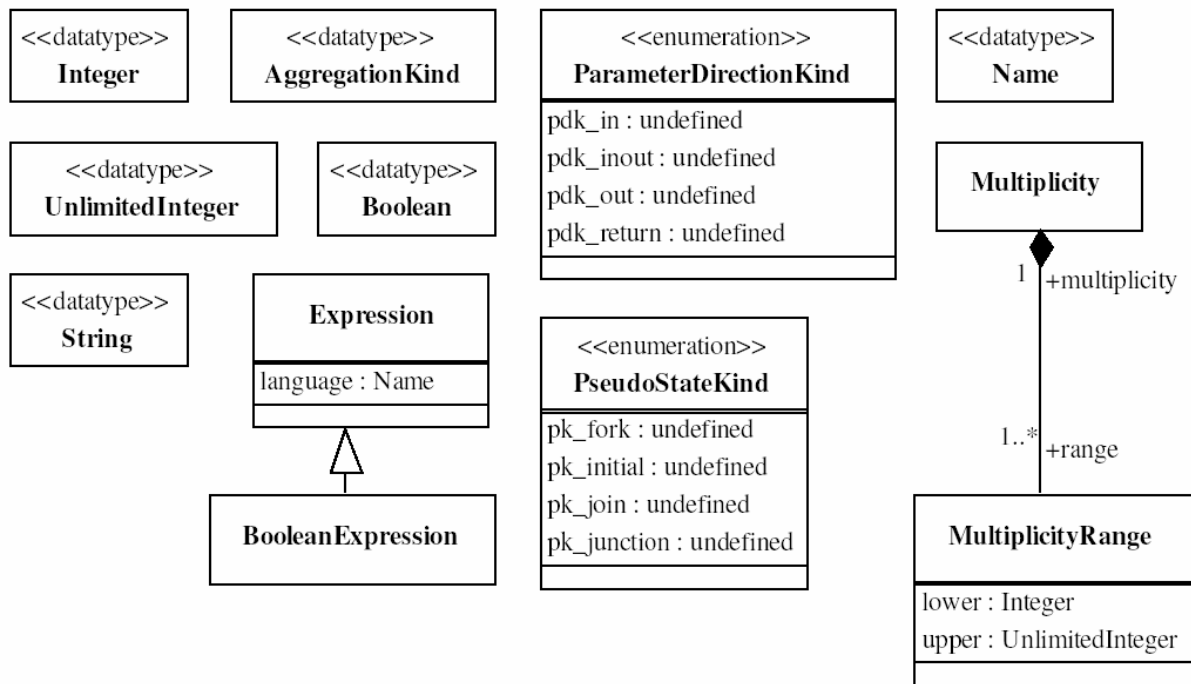 <<datatype>>
Integer
<<datatype>>
AggregationKind
<<enumeration>>
ParameterDirectionKind
pdk_in : undefined
pdk_inout : undefined
pdk_out : undefined
pdk_return : undefined
<<datatype>>
Name
<<datatype>>
UnlimitedInteger
<<datatype>>
Boolean
Multiplicity
1
+multiplicity
<<datatype>>
String
Expression
language : Name
<<enumeration>>
PseudoStateKind
pk_fork : undefined
pk_initial : undefined
pk_join : undefined
pk_junction : undefined
1..*
+range
BooleanExpression
MultiplicityRange
lower : Integer
upper : UnlimitedInteger